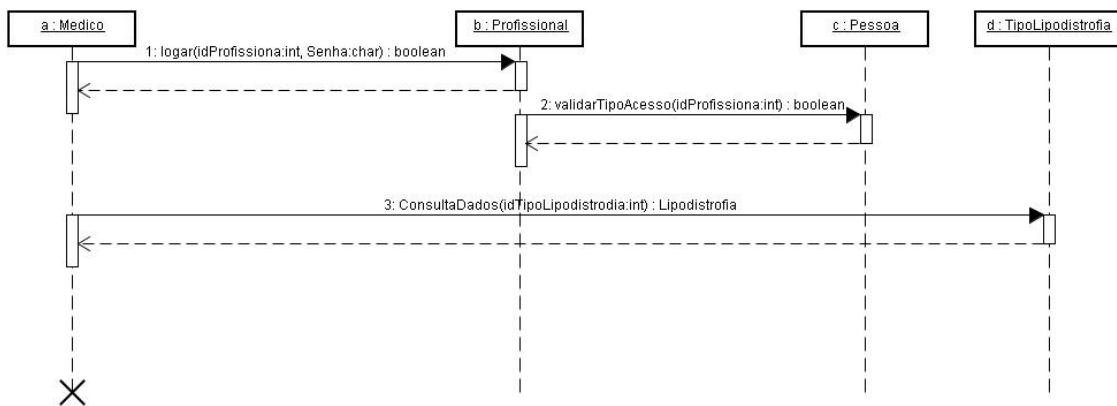 a : Medico
b : Profissional
c : Pessoa
d : TipoLipodistrofia
1: logar(idProfissiona:int, Senha:char) : boolean
2: validarTipoAcesso(idProfissiona:int) : boolean
3: ConsultaDados(idTipoLipodistrodia:int) : Lipodistrofia